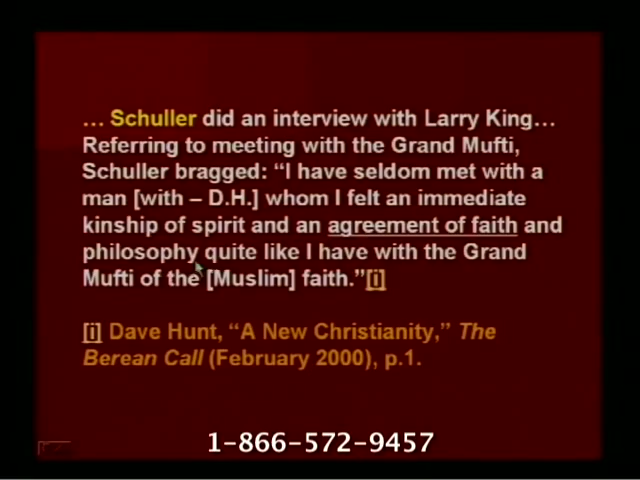 … Schuller did an interview with Larry King…
Referring to meeting with the Grand Mufti,
Schuller bragged: “I have seldom met with a
man [with – D.H.] whom I felt an immediate
kinship of spirit and an agreement of faith and
philosophy quite like I have with the Grand
Mufti of the [Muslim] faith.”[i]
[i] Dave Hunt, “A New Christianity,” The
Berean Call (February 2000), p.1.
1-866-572-9457